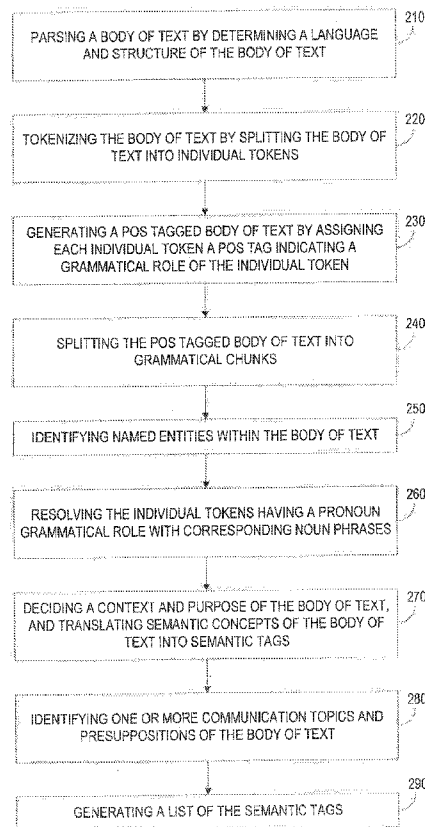 210
PARSING A BODY OF TEXT BY DETERMINING A LANGUAGE
AND STRUCTURE OF THE BODY OF TEXT
220
TOKENIZING THE BODY OF TEXT BY SPLITTING THE BODY OF
TEXT INTO INDIVIDUAL TOKENS
230
GENERATING A POS TAGGED BODY OF TEXT BY ASSIGNING
EACH INDIVIDUAL TOKEN A POS TAG INDICATING A
GRAMMATICAL ROLE OF THE INDIVIDUAL TOKEN
240
SPLITTING THE POS TAGGED BODY OF TEXT INTO
GRAMMATICAL CHUNKS
250
IDENTIFYING NAMED ENTITIES WITHIN THE BODY OF TEXT
260
RESOLVING THE INDIVIDUAL TOKENS HAVING A PRONOUN
GRAMMATICAL ROLE WITH CORRESPONDING NOUN PHRASES
270
DECIDING A CONTEXT AND PURPOSE OF THE BODY OF TEXT,
AND TRANSLATING SEMANTIC CONCEPTS OF THE BODY OF
TEXT INTO SEMANTIC TAGS
280
IDENTIFYING ONE OR MORE COMMUNICATION TOPICS AND
PRESUPPOSITIONS OF THE BODY OF TEXT
290
GENERATING A LIST OF THE SEMANTIC TAGS